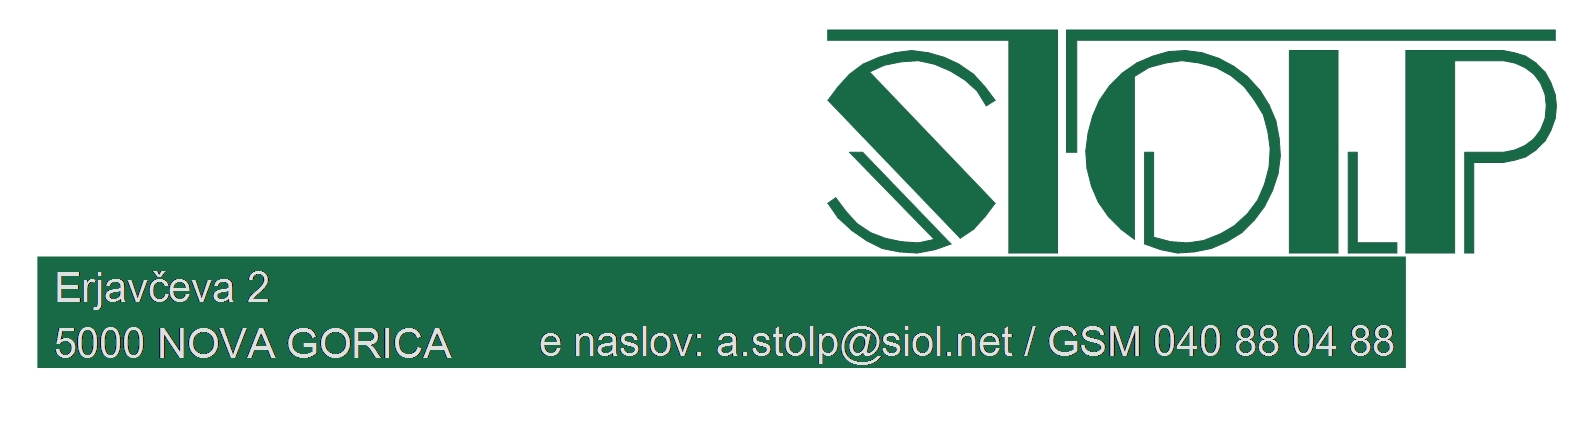 STOLP
Erjavčeva 2
5000 NOVA GORICA
e naslov: a.stolp@siol.net / GSM 040 88 04 88